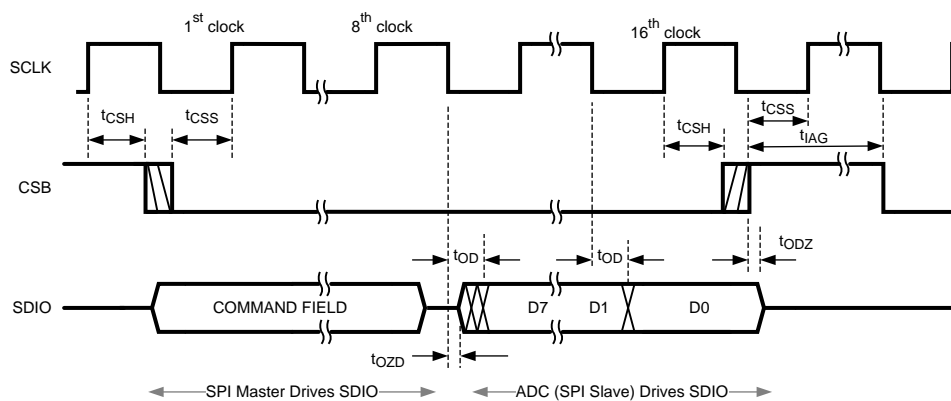 1st clock
8th clock
16th clock
SCLK
tCSH
tCSS
tCSH
tCSS
tIAG
CSB
tOD
tOD
tODZ
SDIO
COMMAND FIELD
D7
D1
D0
tOZD
SPI Master Drives SDIO
ADC (SPI Slave) Drives SDIO